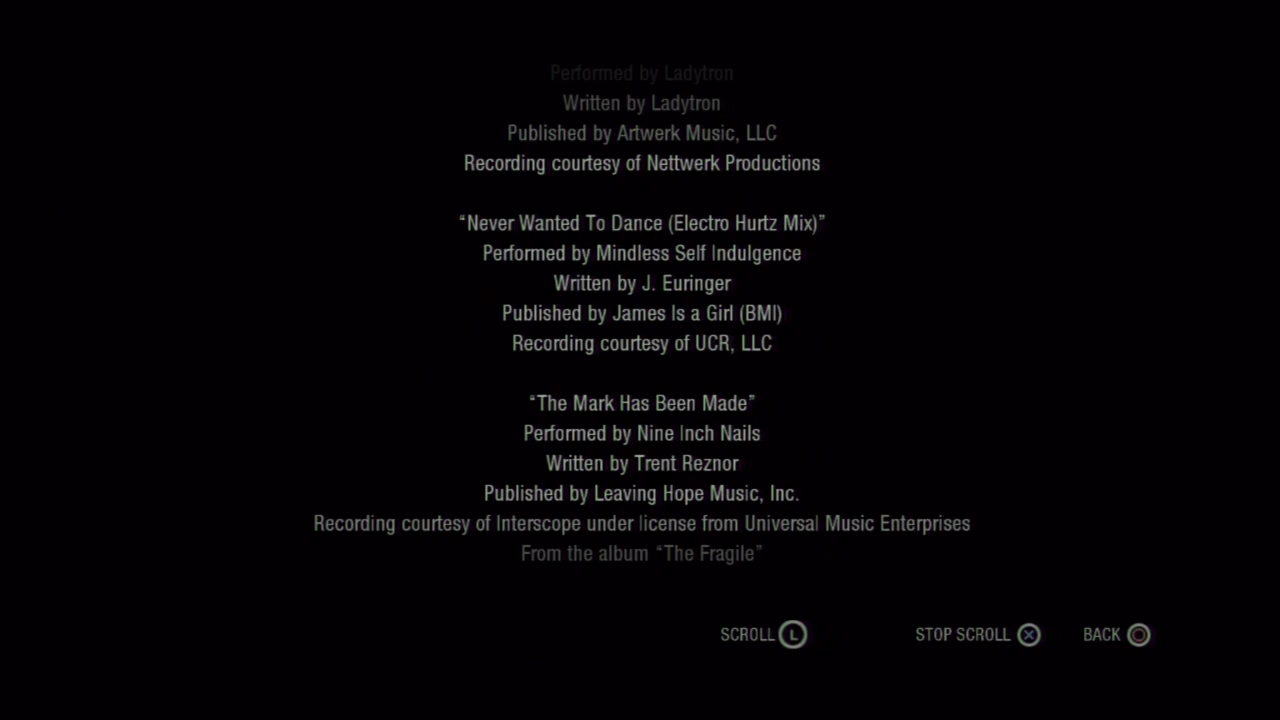 Performed by Ladytron
Written by Ladytron
Published by Artwerk Music, LLC
Recording courtesy of Nettwerk Productions
“Never Wanted To Dance (Electro Hurtz Mix)”
Performed by Mindless Self Indulgence
Written by J. Euringer
Published by James Is a Girl (BMI)
Recording courtesy of UCR, LLC
“The Mark Has Been Made”
Performed by Nine Inch Nails
Written by Trent Reznor
Published by Leaving Hope Music, Inc.
Recording courtesy of Interscope under license from Universal Music Enterprises
From the album “The Fragile”
SCROLL L STOP SCROLL BACK